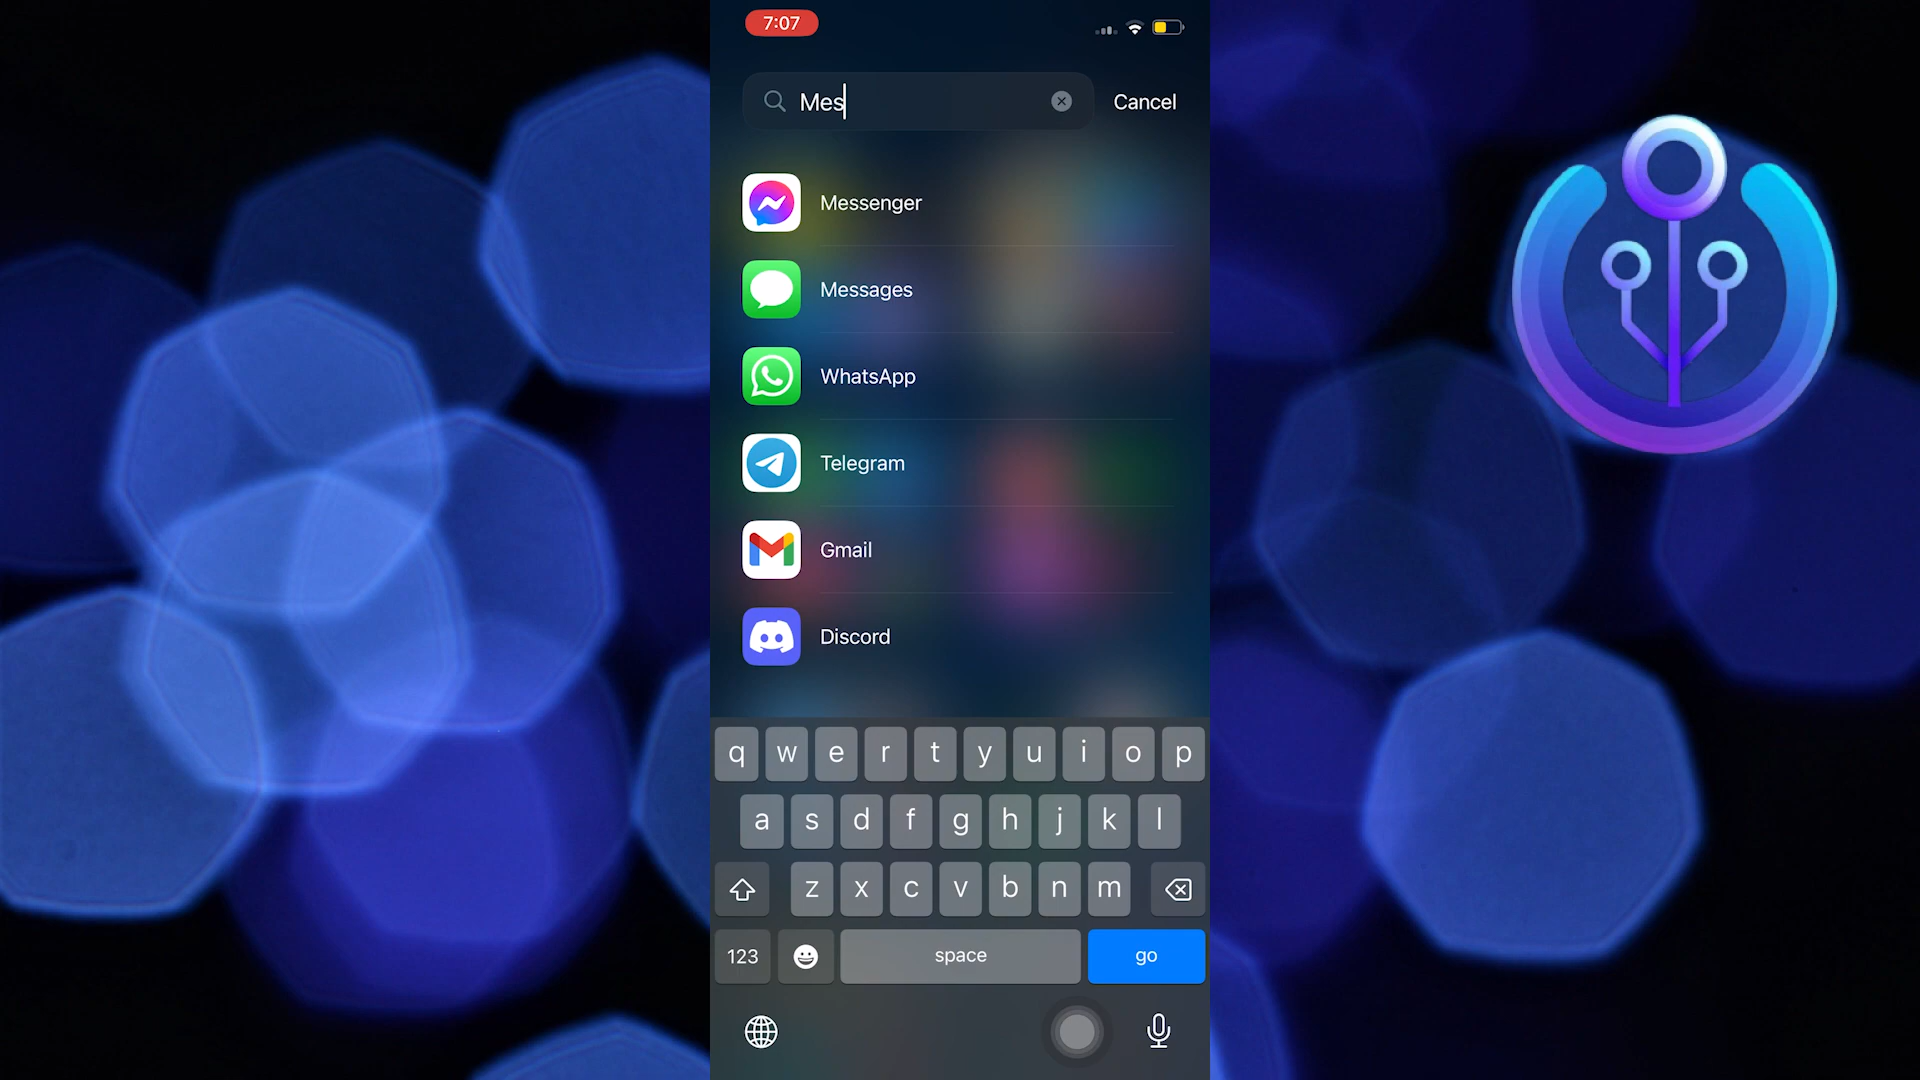 7:07
Mes
Cancel
Messenger
Messages
WhatsApp
Telegram
Gmail
Discord
q w e r t y u i o p
a s d f g h j k l
z x c v b n m
123 space go